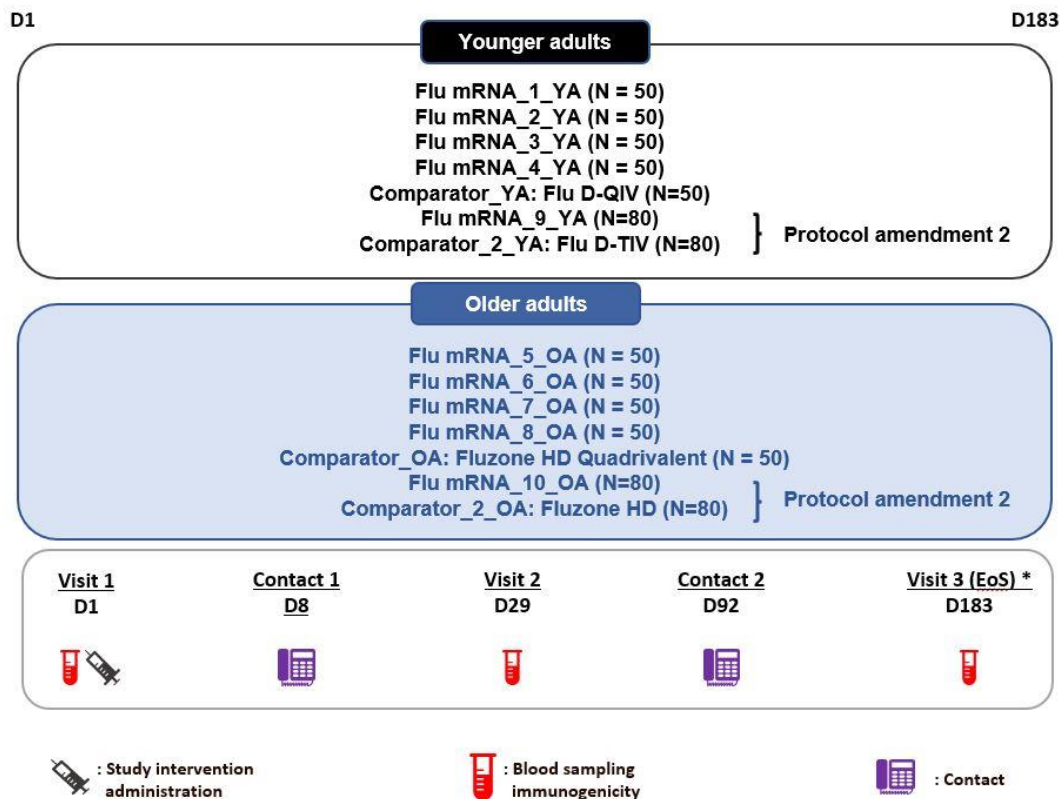 D1
D183
Younger adults
Flu mRNA_1_YA (N = 50)
Flu mRNA_2_YA (N = 50)
Flu mRNA_3_YA (N = 50)
Flu mRNA_4_YA (N = 50)
Comparator_YA: Flu D-QIV (N=50)
Flu mRNA_9_YA (N=80)
Comparator_2_YA: Flu D-TIV (N=80)
} Protocol amendment 2
Older adults
Flu mRNA_5_OA (N = 50)
Flu mRNA_6_OA (N = 50)
Flu mRNA_7_OA (N = 50)
Flu mRNA_8_OA (N = 50)
Comparator_OA: Fluzone HD Quadrivalent (N = 50)
Flu mRNA_10_OA (N=80)
Comparator_2_OA: Fluzone HD (N=80)
} Protocol amendment 2
Visit 1
D1
Contact 1
D8
Visit 2
D29
Contact 2
D92
Visit 3 (EoS) *
D183
: Study intervention
administration
: Blood sampling
immunogenicity
: Contact